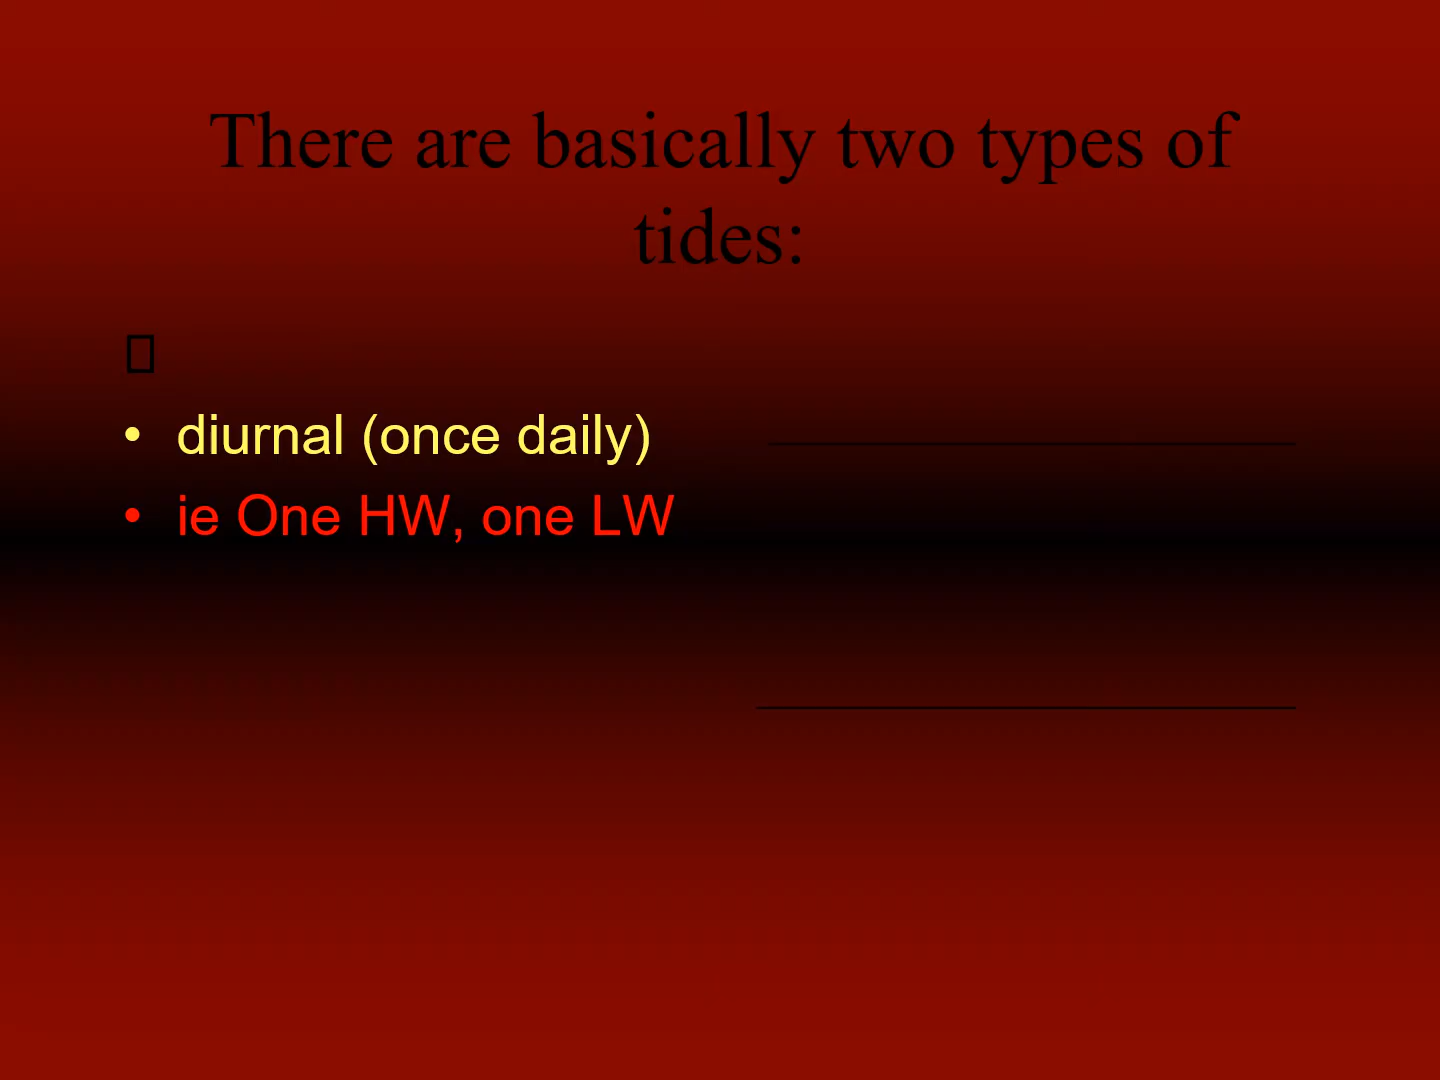 There are basically two types of
tides:
• diurnal (once daily)
• ie One HW, one LW